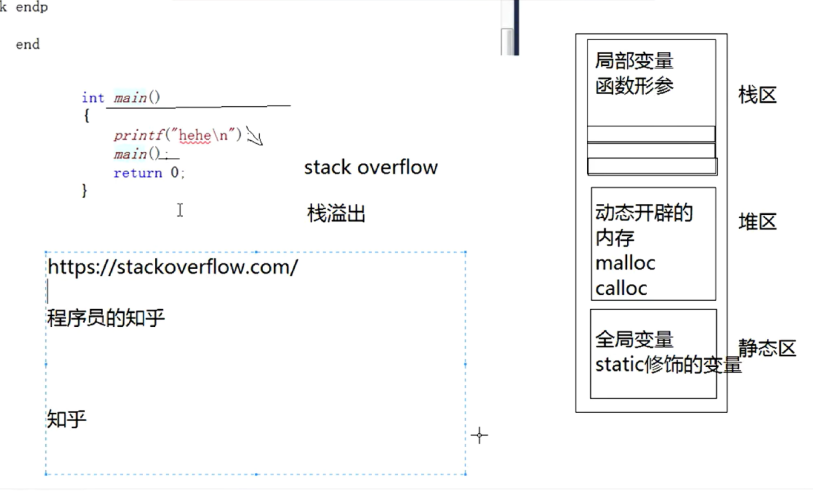 k endp
end
int main()
{
printf("hehe\n");
main();
return 0;
}
stack overflow
栈溢出
https://stackoverflow.com/
程序员的知乎
知乎
局部变量
函数形参
栈区
动态开辟的
内存
malloc
calloc
堆区
全局变量
static修饰的变量
静态区